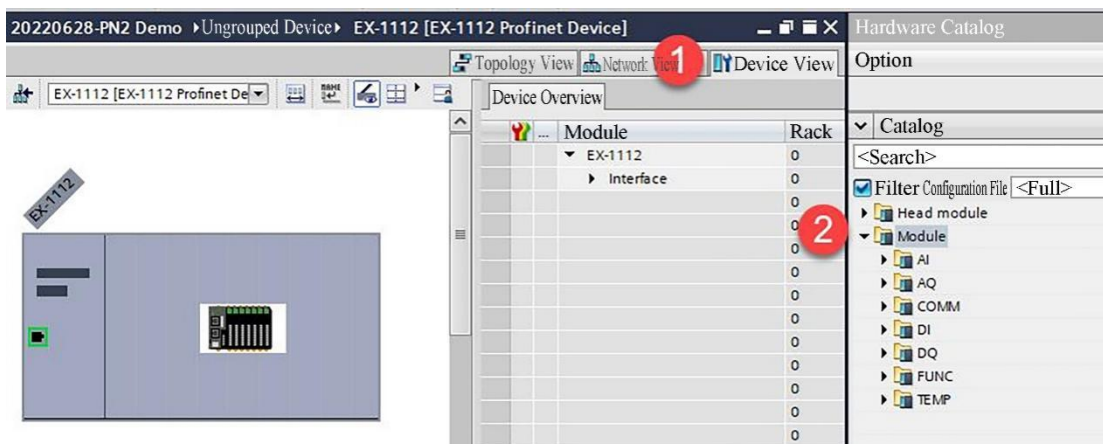 20220628-PN2 Demo Ungrouped Device EX-1112 [EX-1112 Profinet Device]
Hardware Catalog
Topology View Network View Device View
1
Option
EX-1112 [EX-1112 Profinet De
NAME
Device Overview
... Module Rack
Catalog
EX-1112 0
<Search>
Interface 0
Filter Configuration File <Full>
0
Head module
0
2
Module
0
AI
0
AQ
0
COMM
0
DI
0
DQ
0
FUNC
0
TEMP
0
0
EX-1112